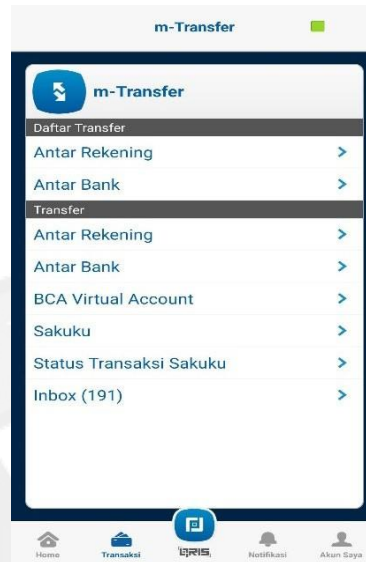 m-Transfer
m-Transfer
Daftar Transfer
Antar Rekening
Antar Bank
Transfer
Antar Rekening
Antar Bank
BCA Virtual Account
Sakuku
Status Transaksi Sakuku
Inbox (191)
Home Transaksi QRIS Notifikasi Akun Saya